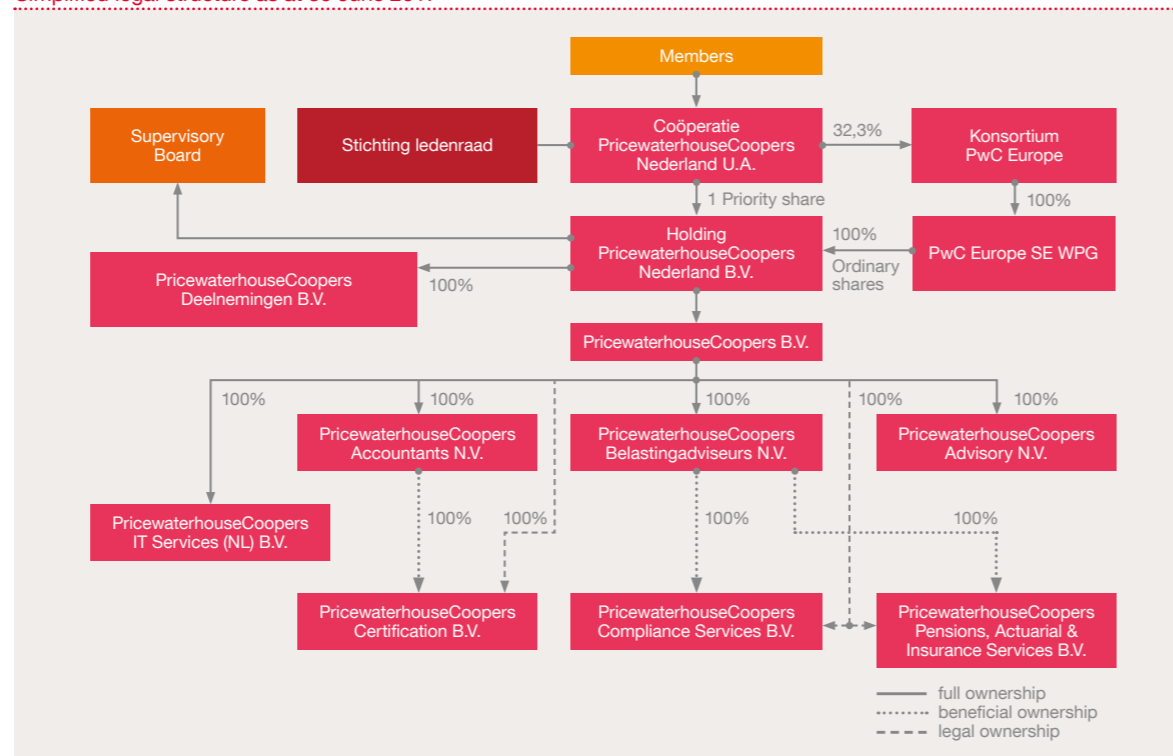 Members
Supervisory
Board
Stichting ledenraad
Coöperatie
PricewaterhouseCoopers
Nederland U.A.
32,3%
Konsortium
PwC Europe
1 Priority share
100%
Holding
PricewaterhouseCoopers
Nederland B.V.
100%
Ordinary
shares
PwC Europe SE WPG
PricewaterhouseCoopers
Deelnemingen B.V.
100%
PricewaterhouseCoopers B.V.
100%
100%
100%
100%
100%
PricewaterhouseCoopers
Accountants N.V.
PricewaterhouseCoopers
Belastingadviseurs N.V.
PricewaterhouseCoopers
Advisory N.V.
PricewaterhouseCoopers
IT Services (NL) B.V.
100%
100%
100%
100%
PricewaterhouseCoopers
Certification B.V.
PricewaterhouseCoopers
Compliance Services B.V.
PricewaterhouseCoopers
Pensions, Actuarial &
Insurance Services B.V.
full ownership
beneficial ownership
legal ownership